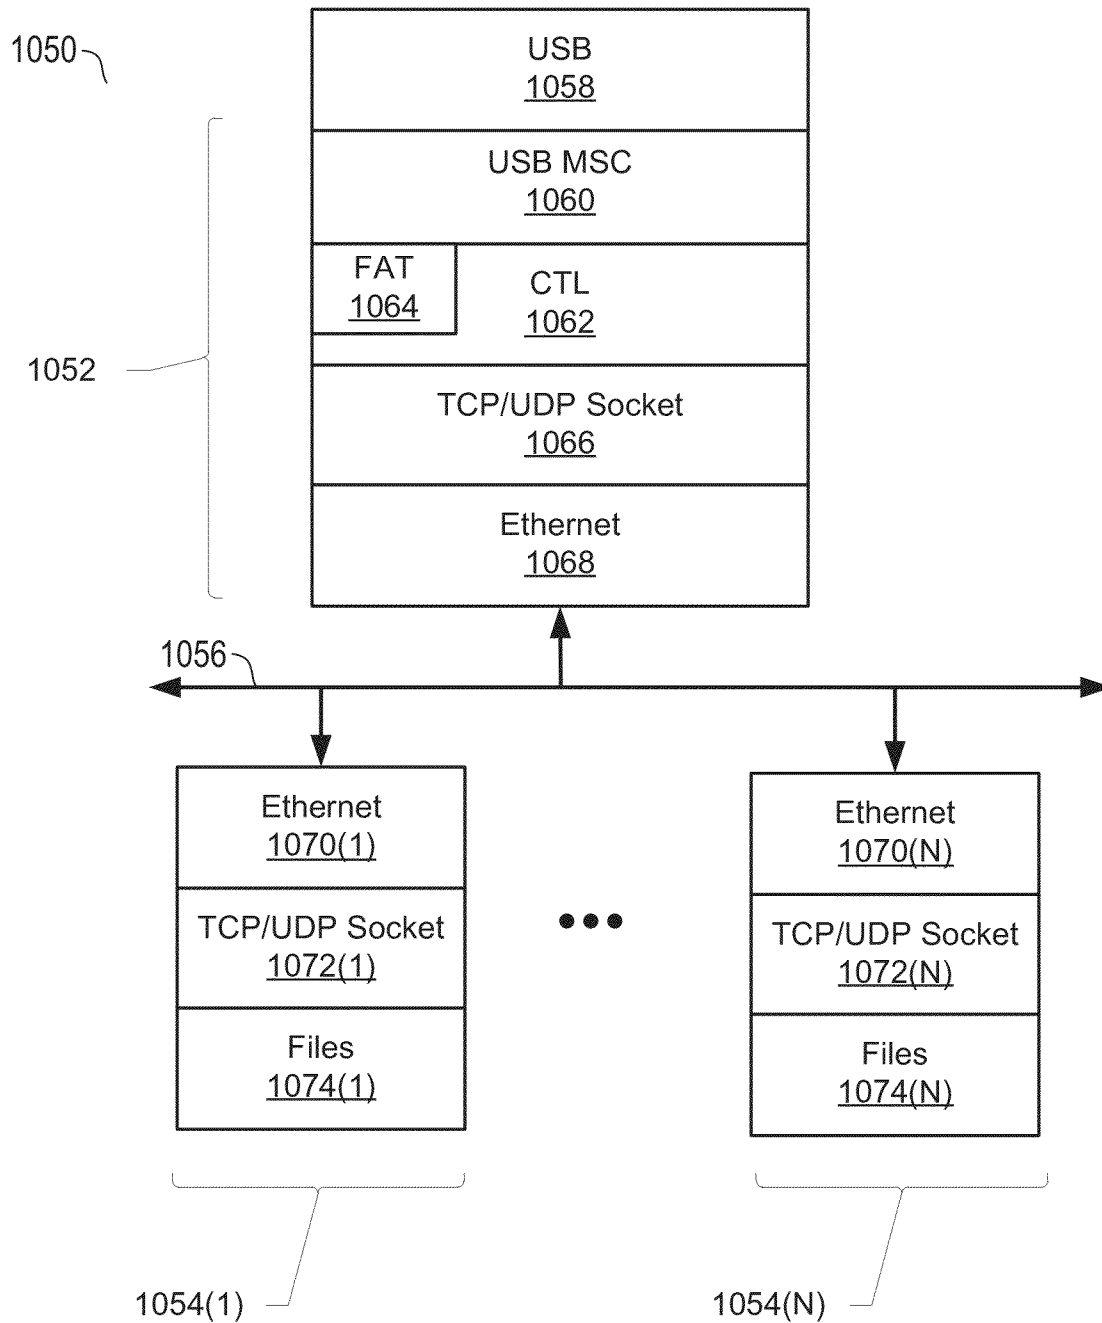 1050
USB
1058
USB MSC
1060
FAT
1064
CTL
1062
1052
TCP/UDP Socket
1066
Ethernet
1068
1056
Ethernet
1070(1)
TCP/UDP Socket
1072(1)
Files
1074(1)
Ethernet
1070(N)
TCP/UDP Socket
1072(N)
Files
1074(N)
1054(1)
1054(N)